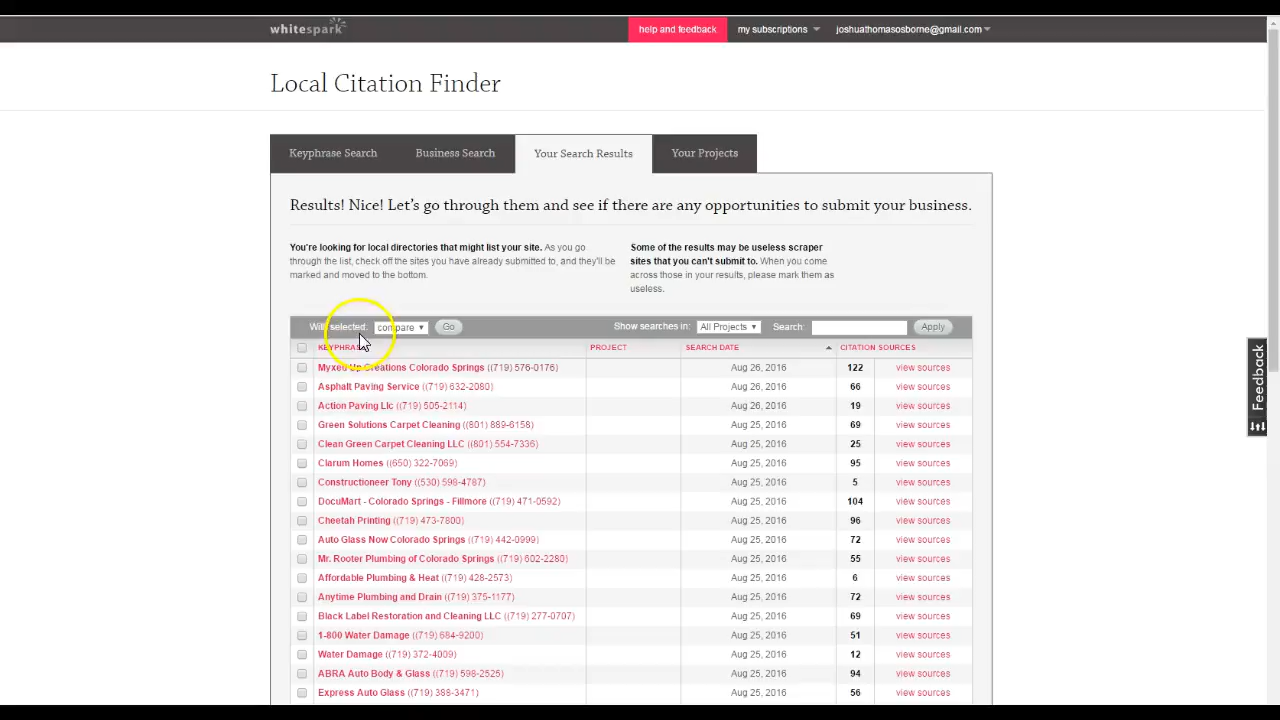 whitespark
help and feedback my subscriptions joshuathomasosborne@gmail.com
Local Citation Finder
Keyphrase Search Business Search Your Search Results Your Projects
Results! Nice! Let's go through them and see if there are any opportunities to submit your business.
You're looking for local directories that might list your site. As you go
through the list, check off the sites you have already submitted to, and they'll be
marked and moved to the bottom.
Some of the results may be useless scraper
sites that you can't submit to. When you come
across those in your results, please mark them as
useless.
With selected: compare Go Show searches in: All Projects Search: Apply
KEYPHRASE PROJECT SEARCH DATE CITATION SOURCES
Myxed Up Creations Colorado Springs ((719) 576-0176) Aug 26, 2016 122 view sources
Asphalt Paving Service ((719) 632-2080) Aug 26, 2016 66 view sources
Action Paving Llc ((719) 505-2114) Aug 26, 2016 19 view sources
Green Solutions Carpet Cleaning ((801) 889-6158) Aug 26, 2016 69 view sources
Clean Green Carpet Cleaning LLC ((801) 554-7336) Aug 26, 2016 25 view sources
Clarum Homes ((650) 322-7069) Aug 25, 2016 95 view sources
Constructioneer Tony ((530) 598-4787) Aug 25, 2016 5 view sources
DocuMart - Colorado Springs - Fillmore ((719) 471-0592) Aug 25, 2016 104 view sources
Cheetah Printing ((719) 473-7800) Aug 25, 2016 96 view sources
Auto Glass Now Colorado Springs ((719) 442-0999) Aug 25, 2016 72 view sources
Mr. Rooter Plumbing of Colorado Springs ((719) 602-2280) Aug 25, 2016 55 view sources
Affordable Plumbing & Heat ((719) 428-2573) Aug 25, 2016 6 view sources
Anytime Plumbing and Drain ((719) 375-1177) Aug 25, 2016 72 view sources
Black Label Restoration and Cleaning LLC ((719) 277-0707) Aug 25, 2016 69 view sources
1-800 Water Damage ((719) 684-9200) Aug 25, 2016 51 view sources
Water Damage ((719) 372-4009) Aug 25, 2016 12 view sources
ABRA Auto Body & Glass ((719) 598-2525) Aug 25, 2016 94 view sources
Express Auto Glass ((719) 388-3471) Aug 25, 2016 56 view sources
Feedback